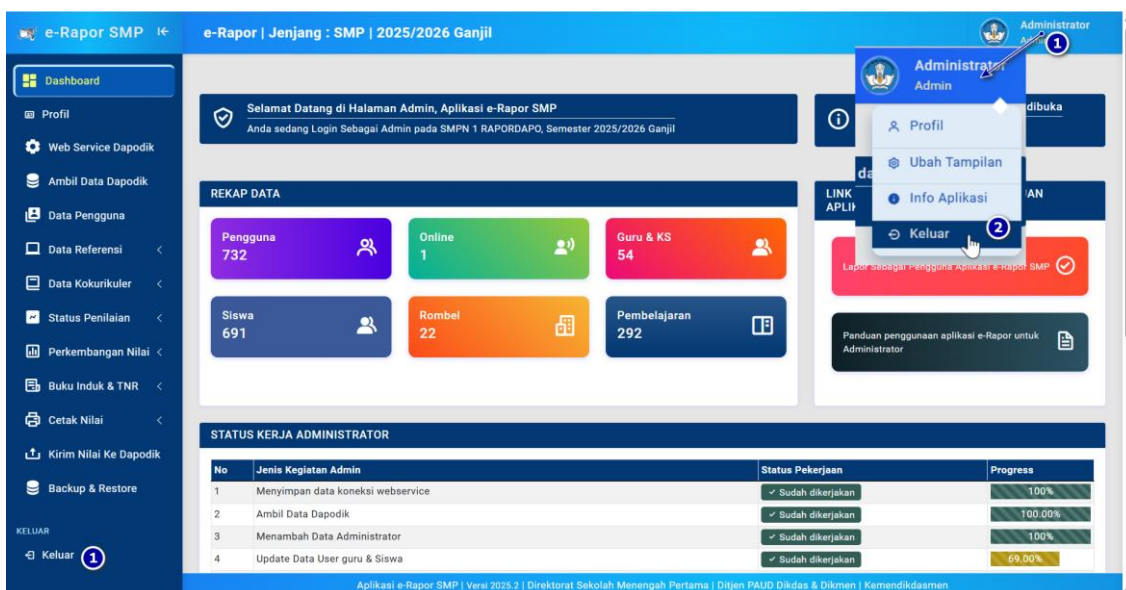 e-Rapor SMP
e-Rapor | Jenjang : SMP | 2025/2026 Ganjil
Administrator
1
Administrator
Admin
Profil
Ubah Tampilan
Info Aplikasi
Keluar
2
Dashboard
Profil
Web Service Dapodik
Ambil Data Dapodik
Data Pengguna
Data Referensi
Data Kokurikuler
Status Penilaian
Perkembangan Nilai
Buku Induk & TNR
Cetak Nilai
Kirim Nilai Ke Dapodik
Backup & Restore
KELUAR
Keluar
1
Selamat Datang di Halaman Admin, Aplikasi e-Rapor SMP
Anda sedang Login Sebagai Admin pada SMPN 1 RAPORDAPO, Semester 2025/2026 Ganjil
dibuka
REKAP DATA
Pengguna
732
Online
1
Guru & KS
54
Siswa
691
Rombel
22
Pembelajaran
292
LINK
Lapor Sebagai Pengguna Aplikasi e-Rapor SMP
Panduan penggunaan aplikasi e-Rapor untuk
Administrator
STATUS KERJA ADMINISTRATOR
No Jenis Kegiatan Admin Status Pekerjaan Progress
1 Menyimpan data koneksi webservice Sudah dikerjakan 100%
2 Ambil Data Dapodik Sudah dikerjakan 100.00%
3 Menambah Data Administrator Sudah dikerjakan 100%
4 Update Data User guru & Siswa Sudah dikerjakan 69.00%
Aplikasi e-Rapor SMP | Versi 2025.2 | Direktorat Sekolah Menengah Pertama | Ditjen PAUD Dikdas & Dikmen | Kemendikdasmen